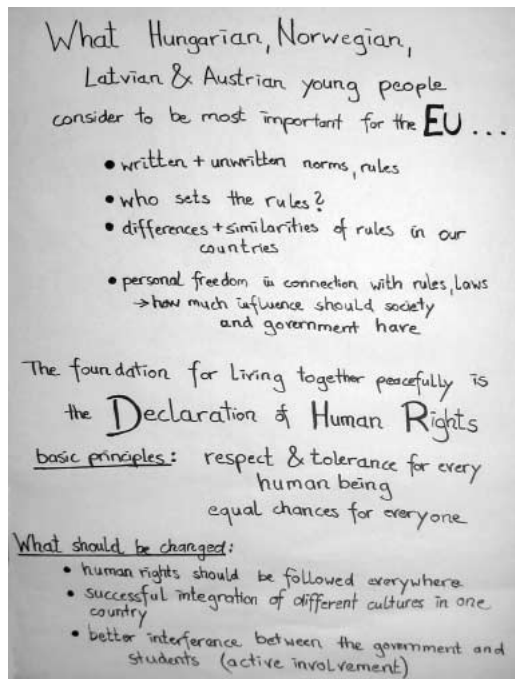 What Hungarian, Norwegian,
Latvian & Austrian young people
consider to be most important for the EU ...
• written + unwritten norms, rules
• who sets the rules?
• differences + similarities of rules in our
countries
• personal freedom in connection with rules, laws
→ how much influence should society
and government have
The foundation for living together peacefully is
the Declaration of Human Rights
basic principles: respect & tolerance for every
human being
equal chances for everyone
What should be changed:
• human rights should be followed everywhere
• successful integration of different cultures in one
country
• better interference between the government and
students (active involvement)